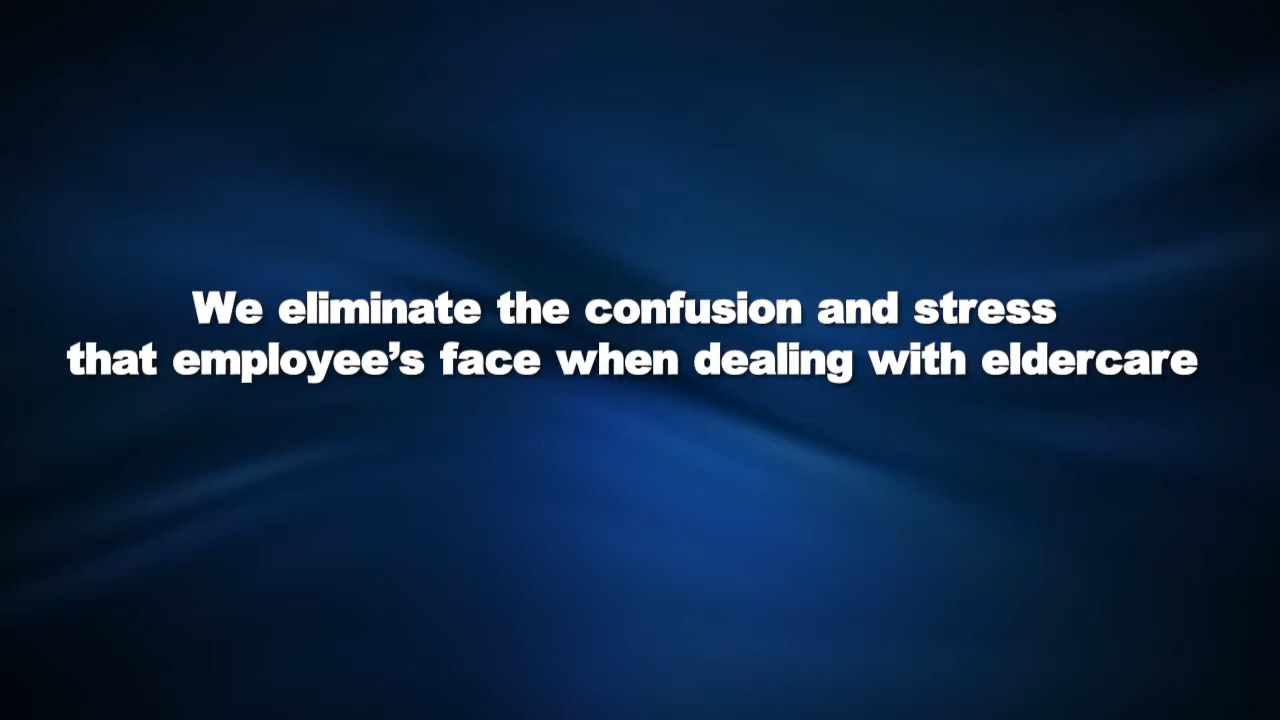 We eliminate the confusion and stress
that employee’s face when dealing with eldercare